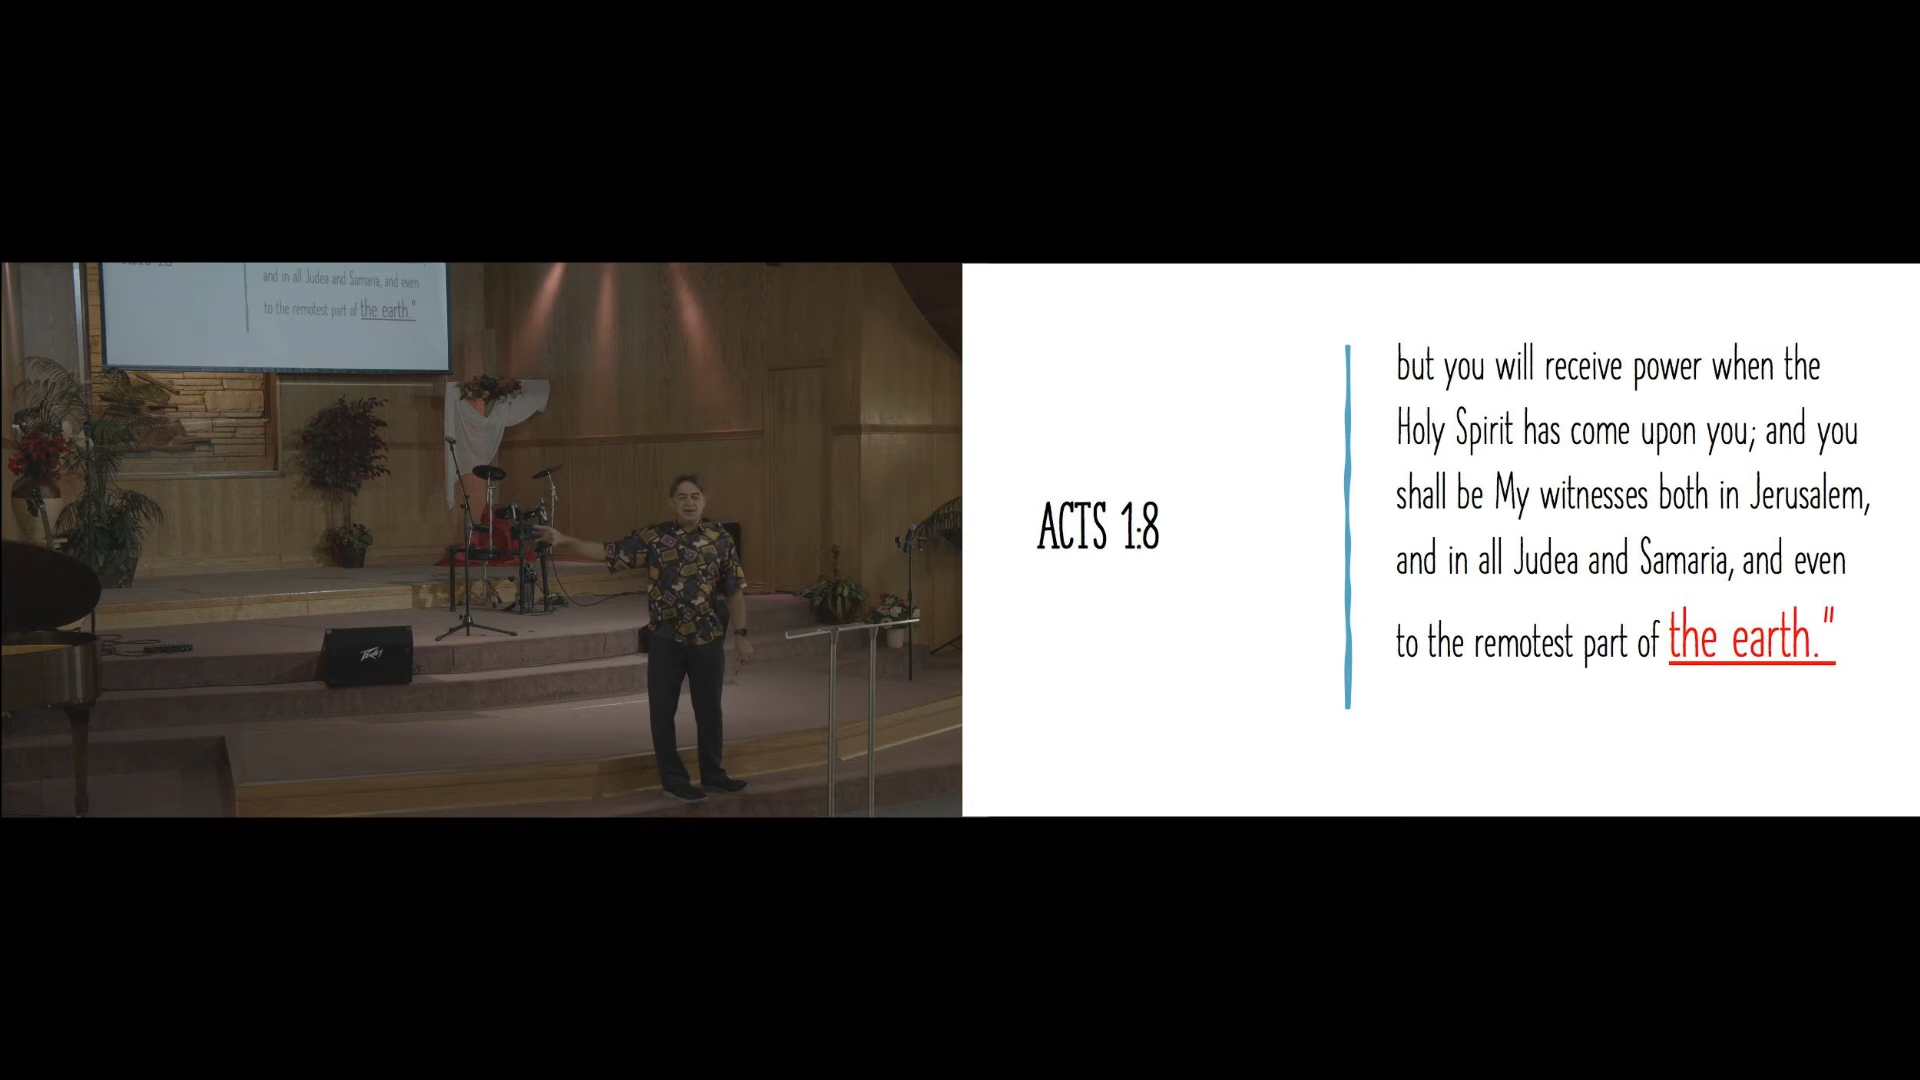 and in all Judea and Samaria, and even
to the remotest part of the earth."
PEAVEY
ACTS 1:8
but you will receive power when the
Holy Spirit has come upon you; and you
shall be My witnesses both in Jerusalem,
and in all Judea and Samaria, and even
to the remotest part of the earth."